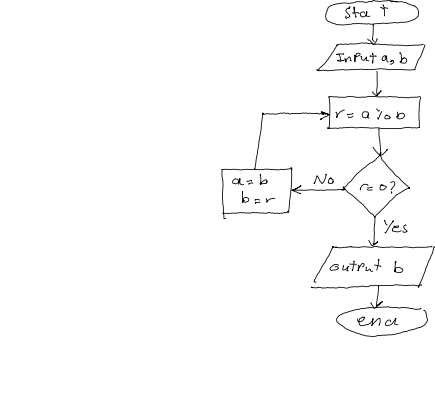 Sta t
Input a, b
r = a % b
r=0?
No
a = b
b = r
Yes
output b
end